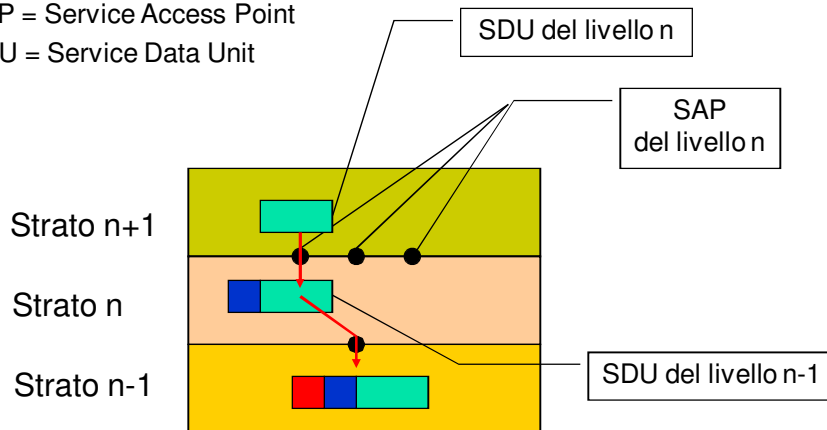 P = Service Access Point
U = Service Data Unit
SDU del livello n
SAP
del livello n
Strato n+1
Strato n
Strato n-1
SDU del livello n-1